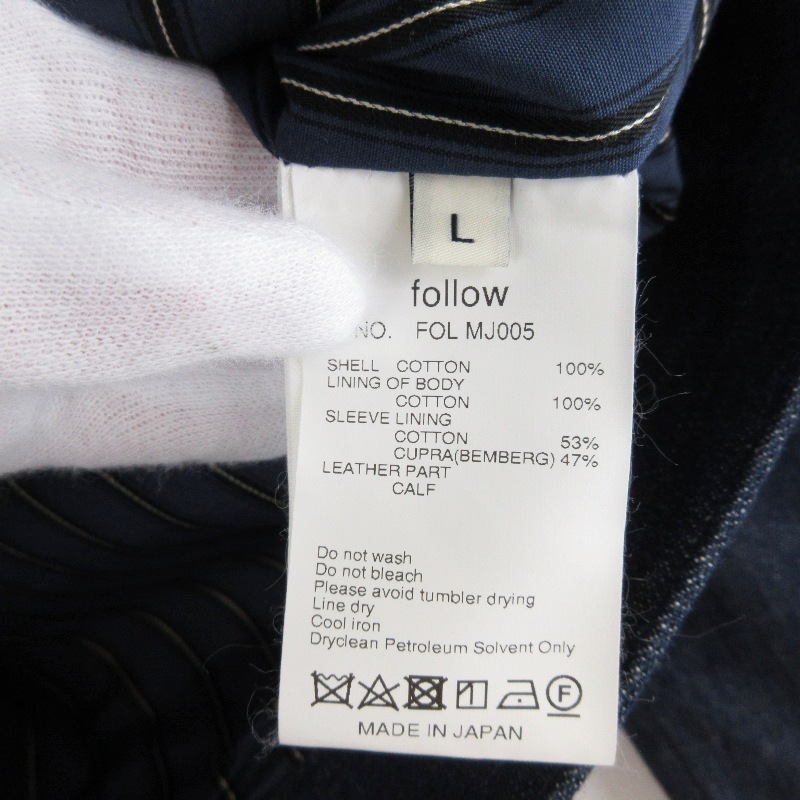 L
follow
NO. FOL MJ005
SHELL COTTON 100%
LINING OF BODY
COTTON 100%
SLEEVE LINING
COTTON 53%
CUPRA(BEMBERG) 47%
LEATHER PART
CALF
Do not wash
Do not bleach
Please avoid tumbler drying
Line dry
Cool iron
Dryclean Petroleum Solvent Only
F
MADE IN JAPAN